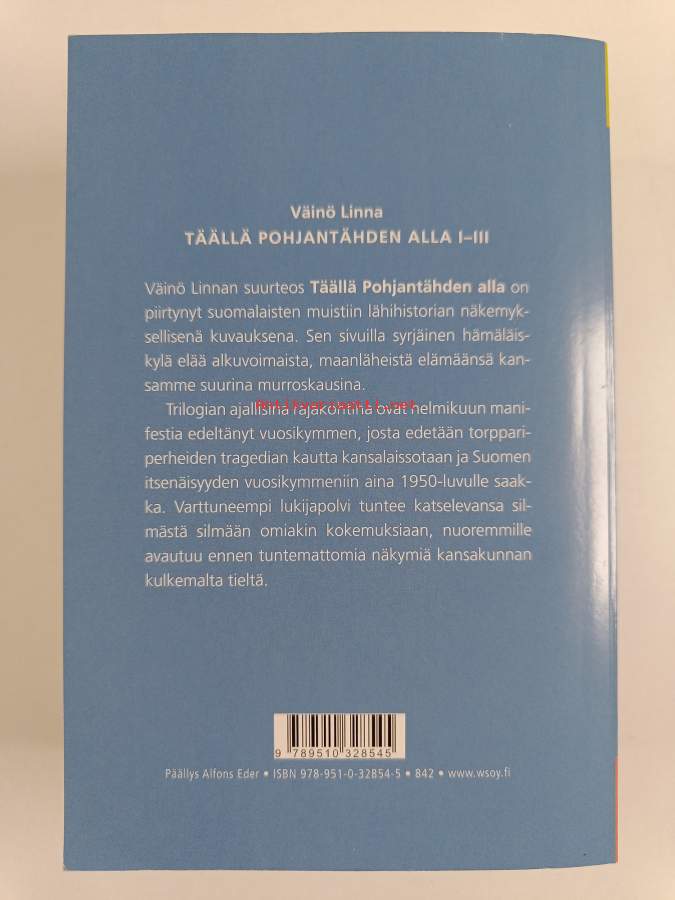 Väinö Linna
TÄÄLLÄ POHJANTÄHDEN ALLA I–III
Väinö Linnan suurteos Täällä Pohjantähden alla on
piirtynyt suomalaisten muistiin lähihistorian näkemyk-
sellisenä kuvauksena. Sen sivuilla syrjäinen hämäläis-
kylä elää alkuvoimaista, maanläheistä elämäänsä kan-
samme suurina murroskausina.
Antikvariaatti.net
Trilogian ajallisina rajakohtina ovat helmikuun mani-
festia edeltänyt vuosikymmen, josta edetään torppari-
perheiden tragedian kautta kansalaissotaan ja Suomen
itsenäisyyden vuosikymmeniin aina 1950-luvulle saak-
ka. Varttuneempi lukijapolvi tuntee katselevansa sil-
mästä silmään omiakin kokemuksiaan, nuoremmille
avautuu ennen tuntemattomia näkymiä kansakunnan
kulkemalta tieltä.
9 789510 328545
Päällys Alfons Eder • ISBN 978-951-0-32854-5 • 842 • www.wsoy.fi